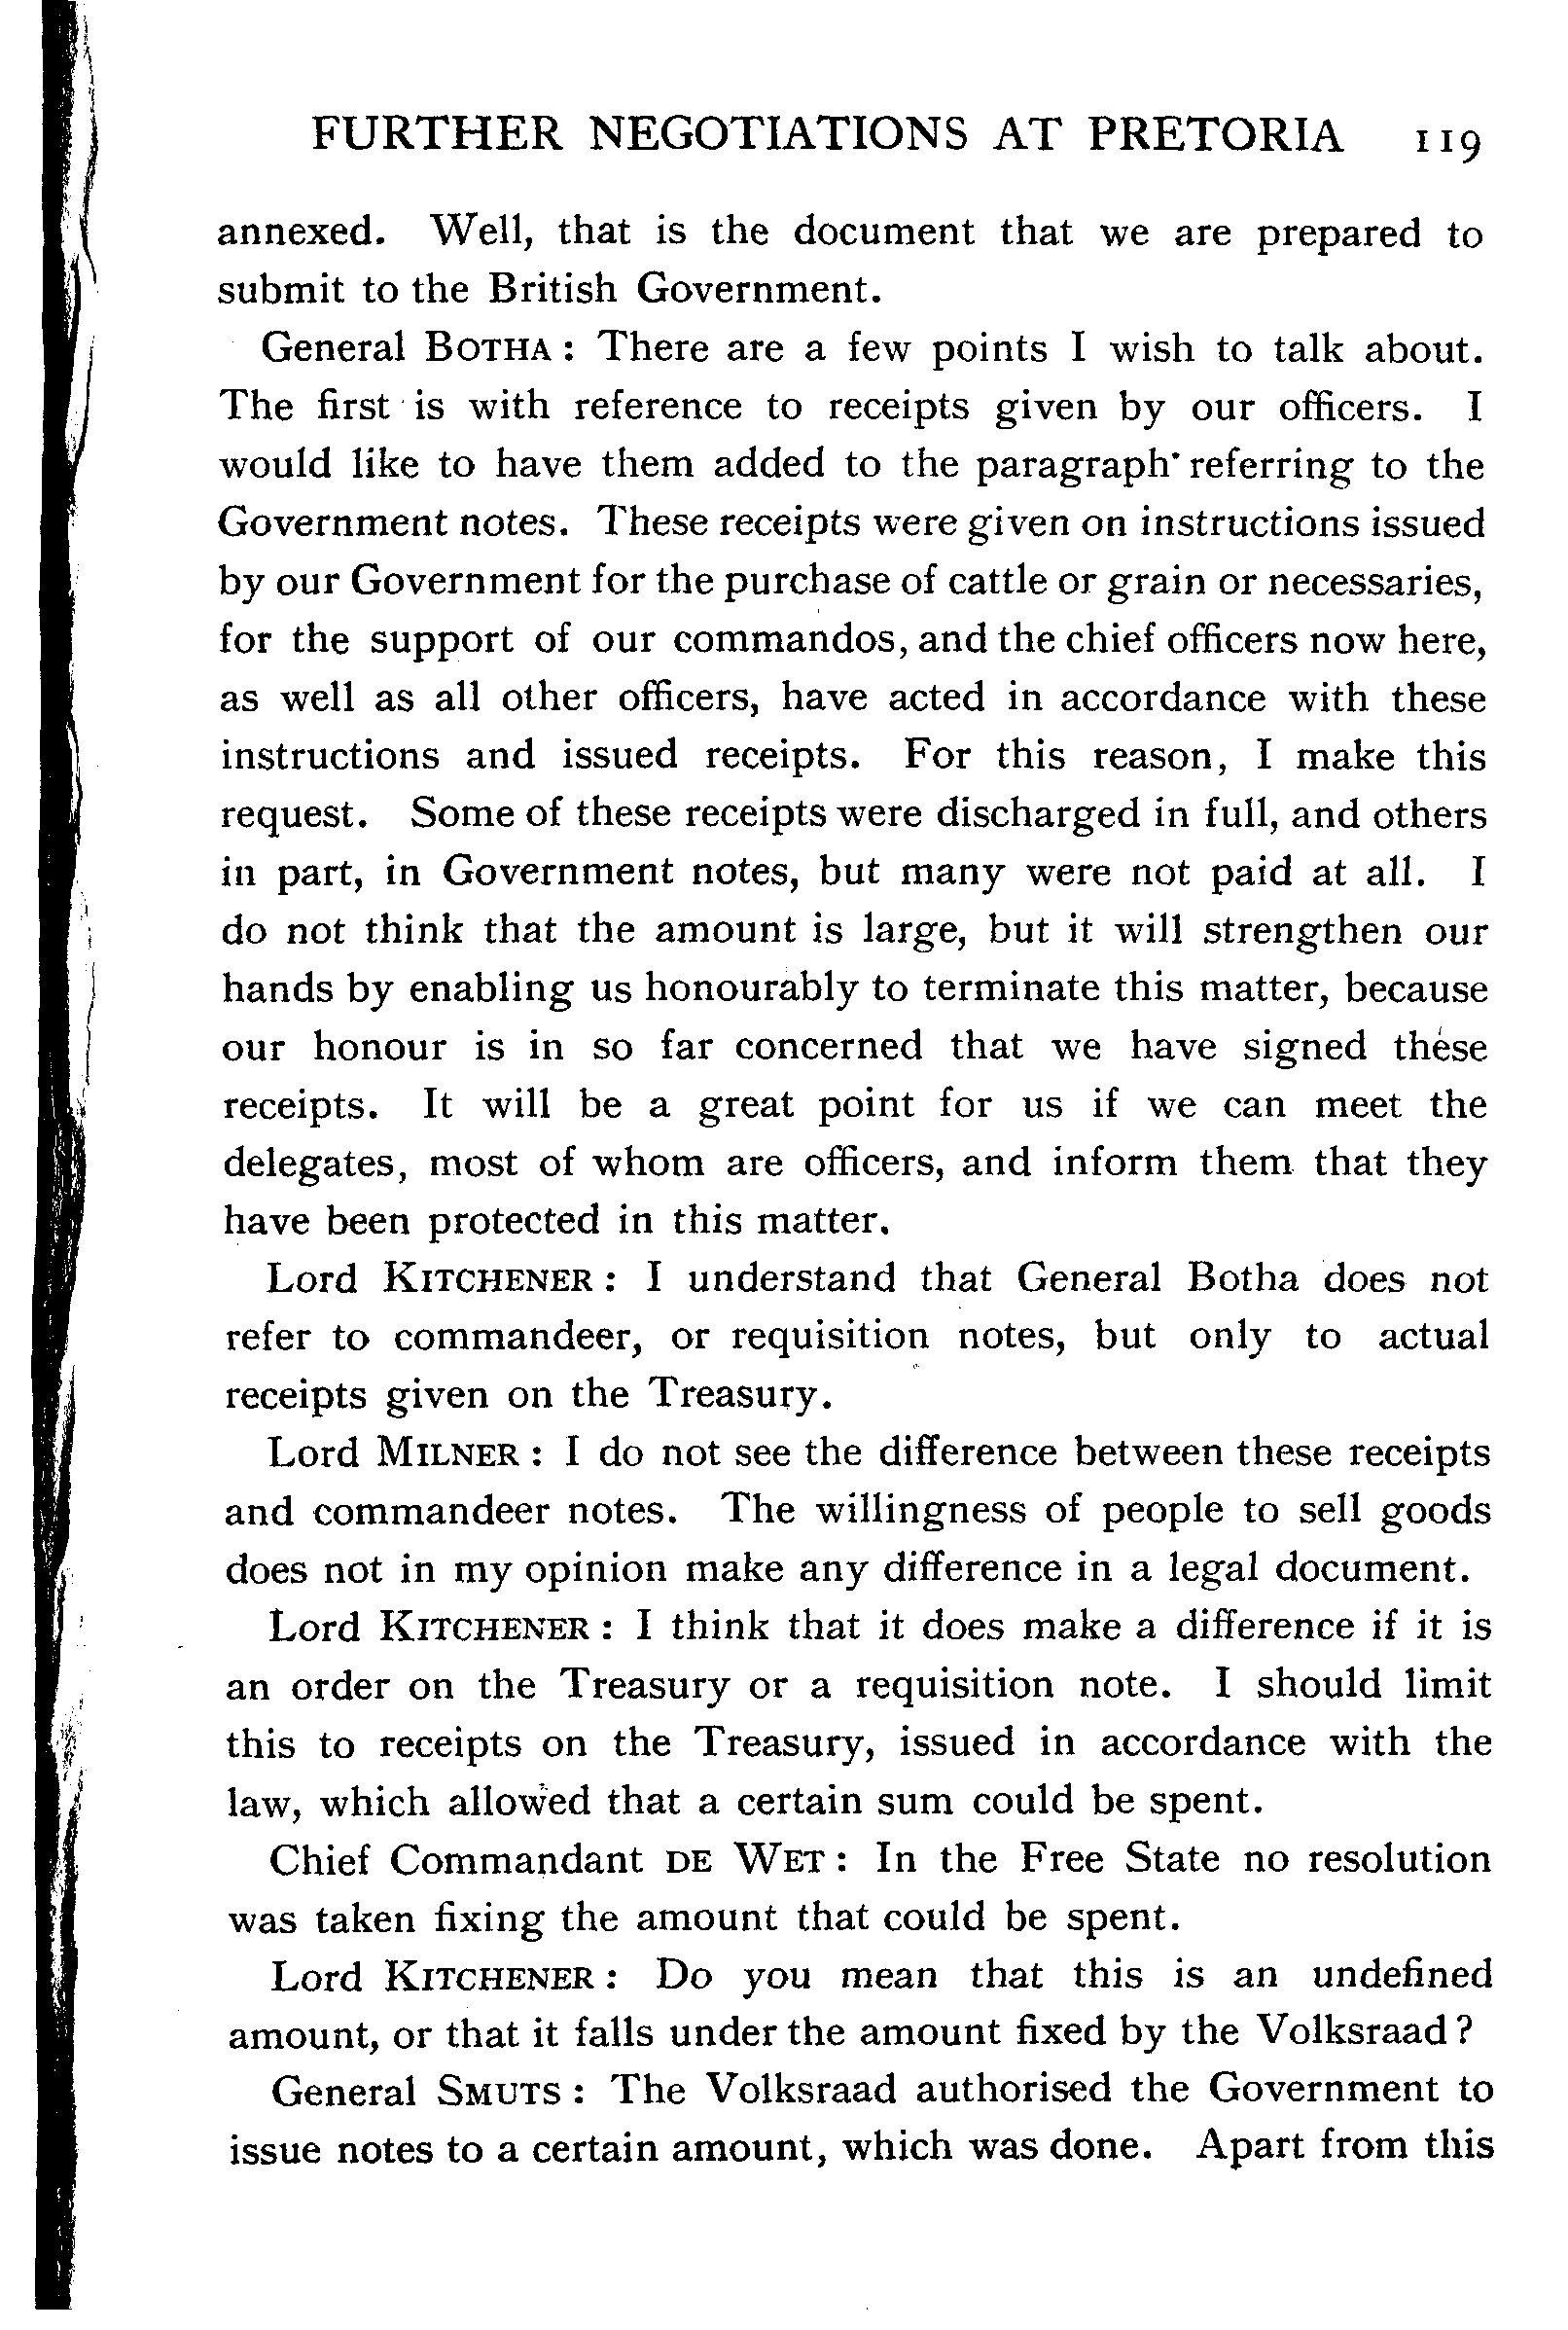 FURTHER NEGOTIATIONS AT PRETORIA 119
annexed. Well, that is the document that we are prepared to
submit to the British Government.
General BOTHA : There are a few points I wish to talk about.
The first is with reference to receipts given by our officers. I
would like to have them added to the paragraph referring to the
Government notes. These receipts were given on instructions issued
by our Government for the purchase of cattle or grain or necessaries,
for the support of our commandos, and the chief officers now here,
as well as all other officers, have acted in accordance with these
instructions and issued receipts. For this reason, I make this
request. Some of these receipts were discharged in full, and others
in part, in Government notes, but many were not paid at all. I
do not think that the amount is large, but it will strengthen our
hands by enabling us honourably to terminate this matter, because
our honour is in so far concerned that we have signed these
receipts. It will be a great point for us if we can meet the
delegates, most of whom are officers, and inform them that they
have been protected in this matter.
Lord KITCHENER : I understand that General Botha does not
refer to commandeer, or requisition notes, but only to actual
receipts given on the Treasury.
Lord MILNER : I do not see the difference between these receipts
and commandeer notes. The willingness of people to sell goods
does not in my opinion make any difference in a legal document.
Lord KITCHENER : I think that it does make a difference if it is
an order on the Treasury or a requisition note. I should limit
this to receipts on the Treasury, issued in accordance with the
law, which allowed that a certain sum could be spent.
Chief Commandant DE WET : In the Free State no resolution
was taken fixing the amount that could be spent.
Lord KITCHENER : Do you mean that this is an undefined
amount, or that it falls under the amount fixed by the Volksraad ?
General SMUTS : The Volksraad authorised the Government to
issue notes to a certain amount, which was done. Apart from this